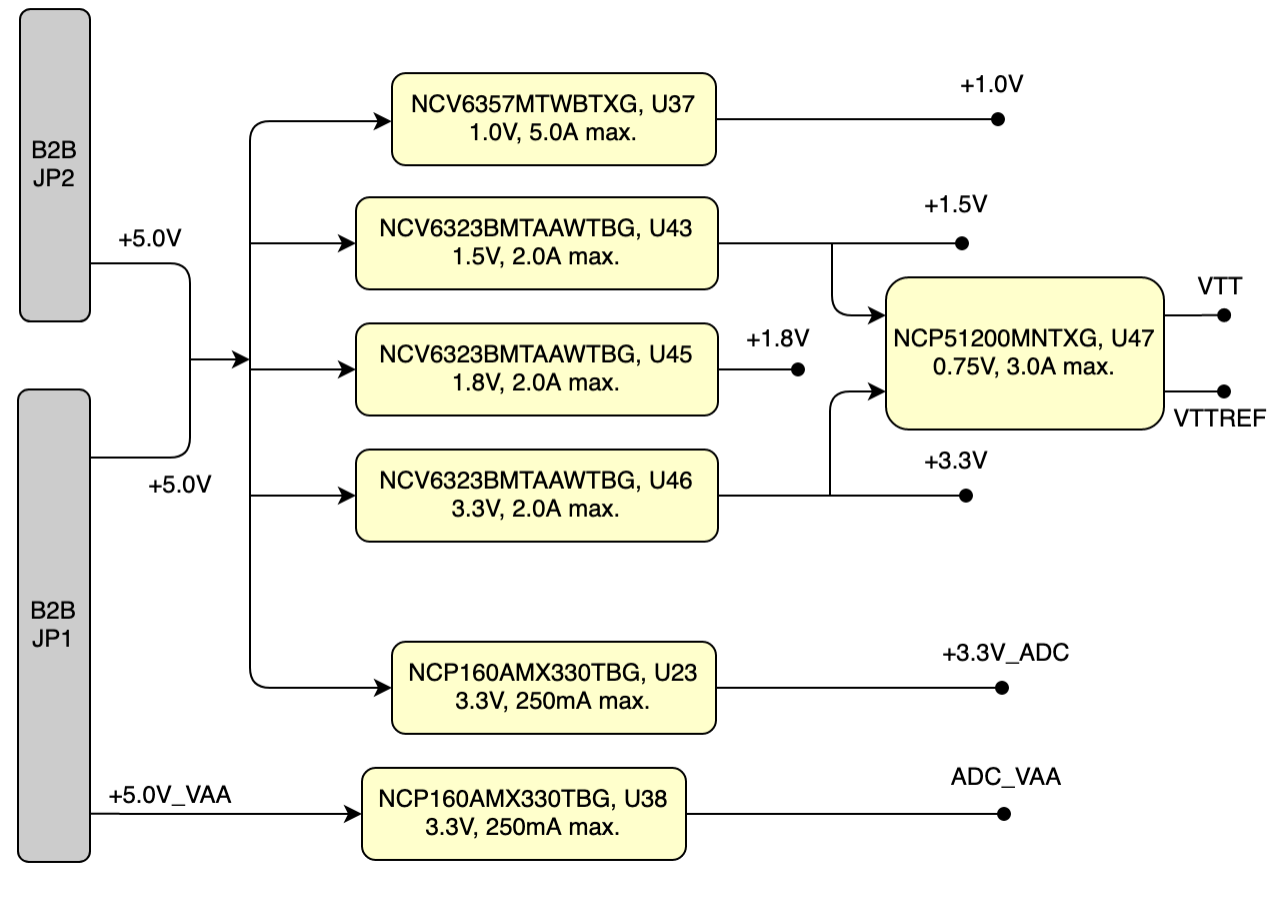 B2B
JP2
+5.0V
NCV6357MTWBTXG, U37
1.0V, 5.0A max.
+1.0V
NCV6323BMTAAWTBG, U43
1.5V, 2.0A max.
+1.5V
NCV6323BMTAAWTBG, U45
1.8V, 2.0A max.
+1.8V
NCP51200MNTXG, U47
0.75V, 3.0A max.
VTT
VTTREF
NCV6323BMTAAWTBG, U46
3.3V, 2.0A max.
+3.3V
B2B
JP1
+5.0V
NCP160AMX330TBG, U23
3.3V, 250mA max.
+3.3V_ADC
+5.0V_VAA
NCP160AMX330TBG, U38
3.3V, 250mA max.
ADC_VAA